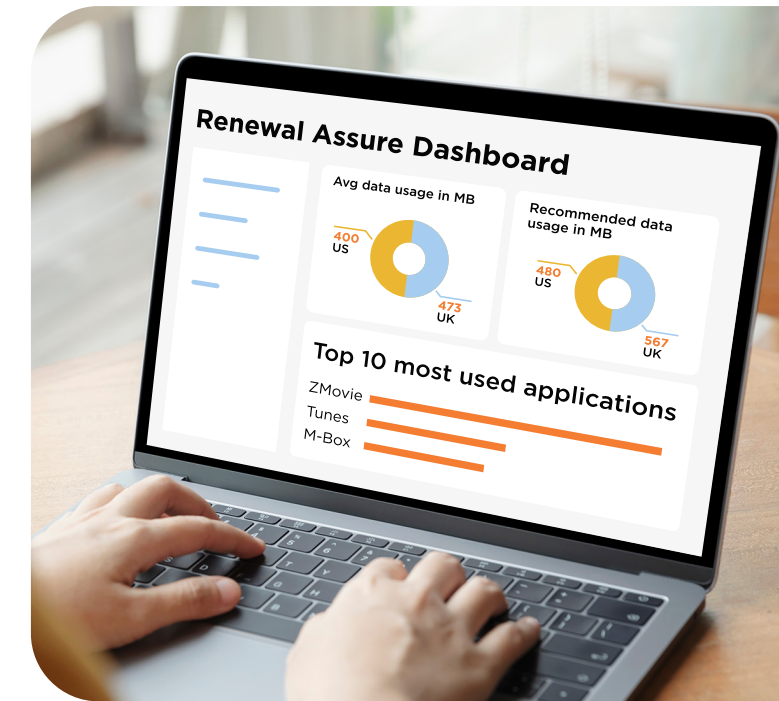 Renewal Assure Dashboard
Avg data usage in MB
400
US
473
UK
Recommended data
usage in MB
480
US
567
UK
Top 10 most used applications
ZMovie
Tunes
M-Box